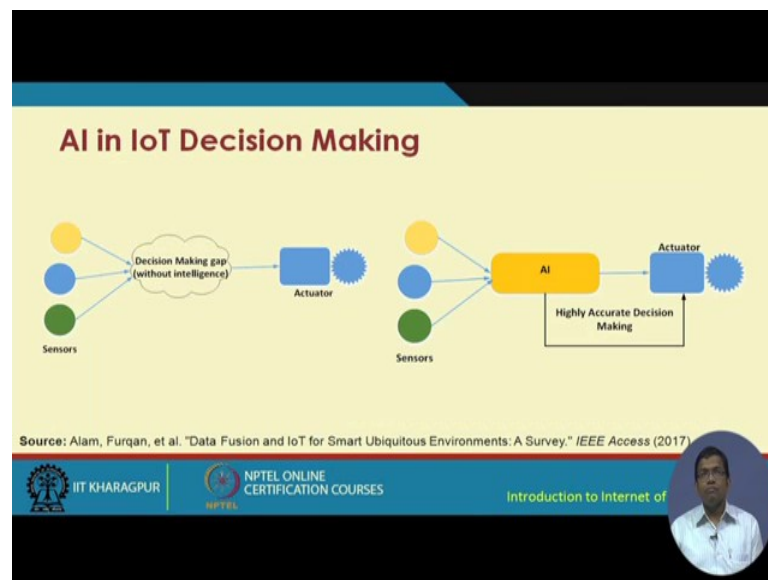 AI in IoT Decision Making
Decision Making gap
(without intelligence)
Actuator
Sensors
AI
Actuator
Highly Accurate Decision
Making
Sensors
Source: Alam, Furqan, et al. "Data Fusion and IoT for Smart Ubiquitous Environments: A Survey." IEEE Access (2017)
IIT KHARAGPUR
NPTEL
NPTEL ONLINE
CERTIFICATION COURSES
Introduction to Internet of